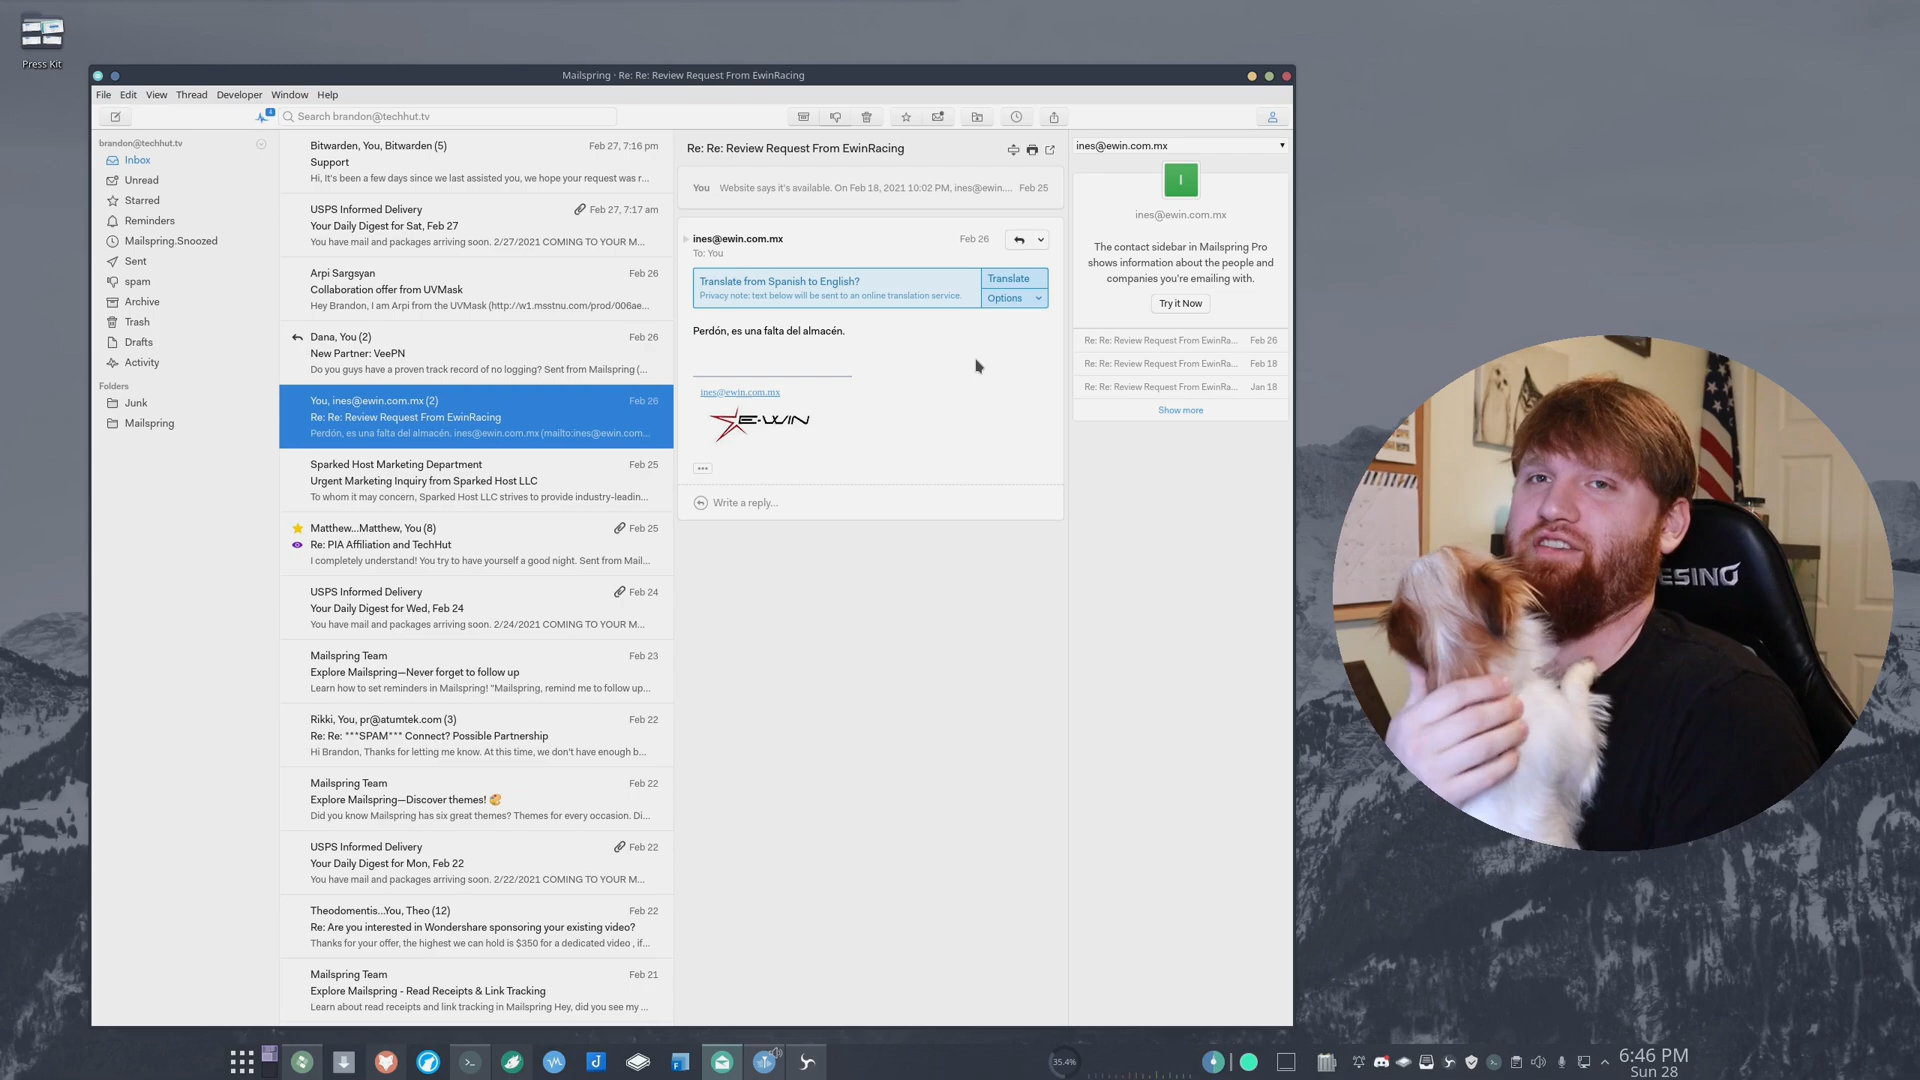 Press Kit
Mailspring · Re: Re: Review Request From EwinRacing
File Edit View Thread Developer Window Help
4
Search brandon@techhut.tv
brandon@techhut.tv
Inbox
Unread
Starred
Reminders
Mailspring.Snoozed
Sent
spam
Archive
Trash
Drafts
Activity
Folders
Junk
Mailspring
Bitwarden, You, Bitwarden (5) Feb 27, 7:16 pm
Support
Hi, It's been a few days since we last assisted you, we hope your request was r...
USPS Informed Delivery Feb 27, 7:17 am
Your Daily Digest for Sat, Feb 27
You have mail and packages arriving soon. 2/27/2021 COMING TO YOUR M...
Arpi Sargsyan Feb 26
Collaboration offer from UVMask
Hey Brandon, I am Arpi from the UVMask (http://w1.msstnu.com/prod/006ae...
Dana, You (2) Feb 26
New Partner: VeePN
Do you guys have a proven track record of no logging? Sent from Mailspring (...
You, ines@ewin.com.mx (2) Feb 26
Re: Re: Review Request From EwinRacing
Perdón, es una falta del almacén. ines@ewin.com.mx (mailto:ines@ewin.com...
Sparked Host Marketing Department Feb 25
Urgent Marketing Inquiry from Sparked Host LLC
To whom it may concern, Sparked Host LLC strives to provide industry-leadin...
Matthew...Matthew, You (8) Feb 25
Re: PIA Affiliation and TechHut
I completely understand! You try to have yourself a good night. Sent from Mail...
USPS Informed Delivery Feb 24
Your Daily Digest for Wed, Feb 24
You have mail and packages arriving soon. 2/24/2021 COMING TO YOUR M...
Mailspring Team Feb 23
Explore Mailspring—Never forget to follow up
Learn how to set reminders in Mailspring! "Mailspring, remind me to follow up...
Rikki, You, pr@atumtek.com (3) Feb 22
Re: Re: ***SPAM*** Connect? Possible Partnership
Hi Brandon, Thanks for letting me know. At this time, we don't have enough b...
Mailspring Team Feb 22
Explore Mailspring—Discover themes! 🎨
Did you know Mailspring has six great themes? Themes for every occasion. Di...
USPS Informed Delivery Feb 22
Your Daily Digest for Mon, Feb 22
You have mail and packages arriving soon. 2/22/2021 COMING TO YOUR M...
Theodomentis...You, Theo (12) Feb 22
Re: Are you interested in Wondershare sponsoring your existing video?
Thanks for your offer, the highest we can hold is $350 for a dedicated video , if...
Mailspring Team Feb 21
Explore Mailspring - Read Receipts & Link Tracking
Learn about read receipts and link tracking in Mailspring Hey, did you see my ...
Re: Re: Review Request From EwinRacing
You Website says it's available. On Feb 18, 2021 10:02 PM, ines@ewin.... Feb 25
ines@ewin.com.mx Feb 26
To: You
Translate from Spanish to English? Translate
Privacy note: text below will be sent to an online translation service. Options
Perdón, es una falta del almacén.
ines@ewin.com.mx
E-WIN
Write a reply...
ines@ewin.com.mx
I
ines@ewin.com.mx
The contact sidebar in Mailspring Pro
shows information about the people and
companies you're emailing with.
Try it Now
Re: Re: Review Request From EwinRa... Feb 26
Re: Re: Review Request From EwinRa... Feb 18
Re: Re: Review Request From EwinRa... Jan 18
Show more
ESING
35.4%
6:46 PM
Sun 28